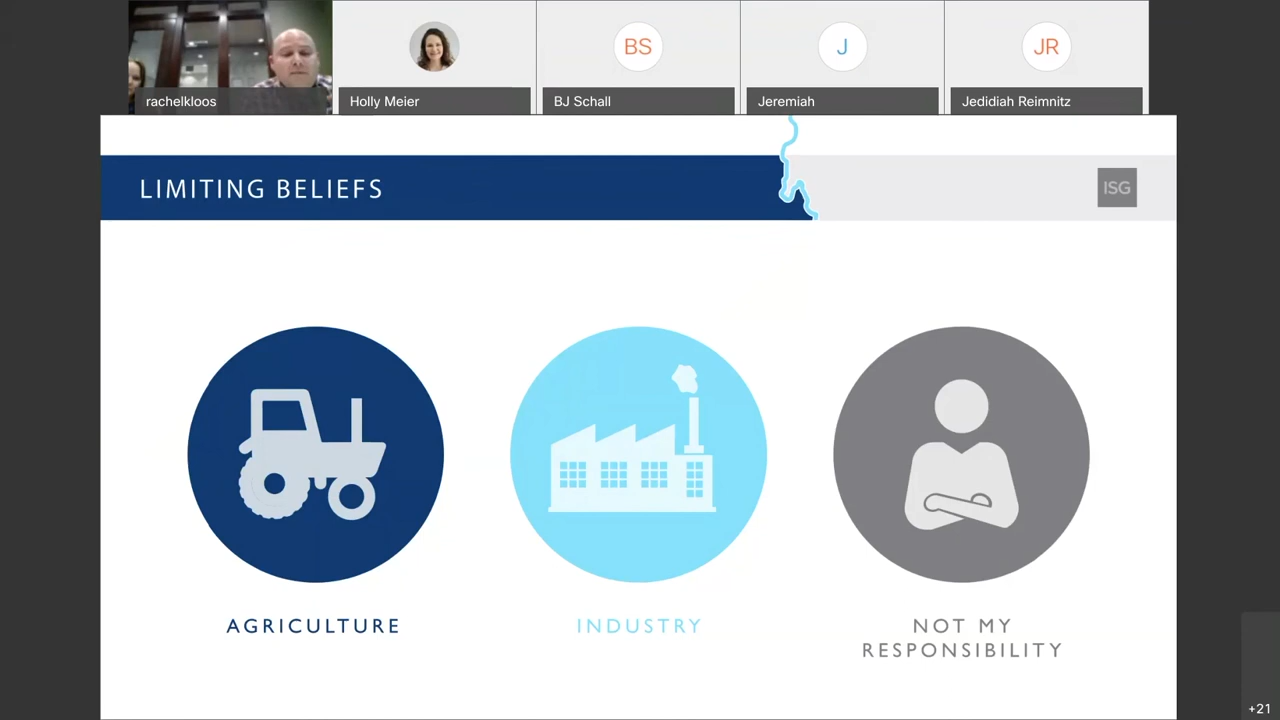 rachelkloos
Holly Meier
BS
BJ Schall
J
Jeremiah
JR
Jedidiah Reimnitz
LIMITING BELIEFS
ISG
AGRICULTURE
INDUSTRY
NOT MY
RESPONSIBILITY
+21